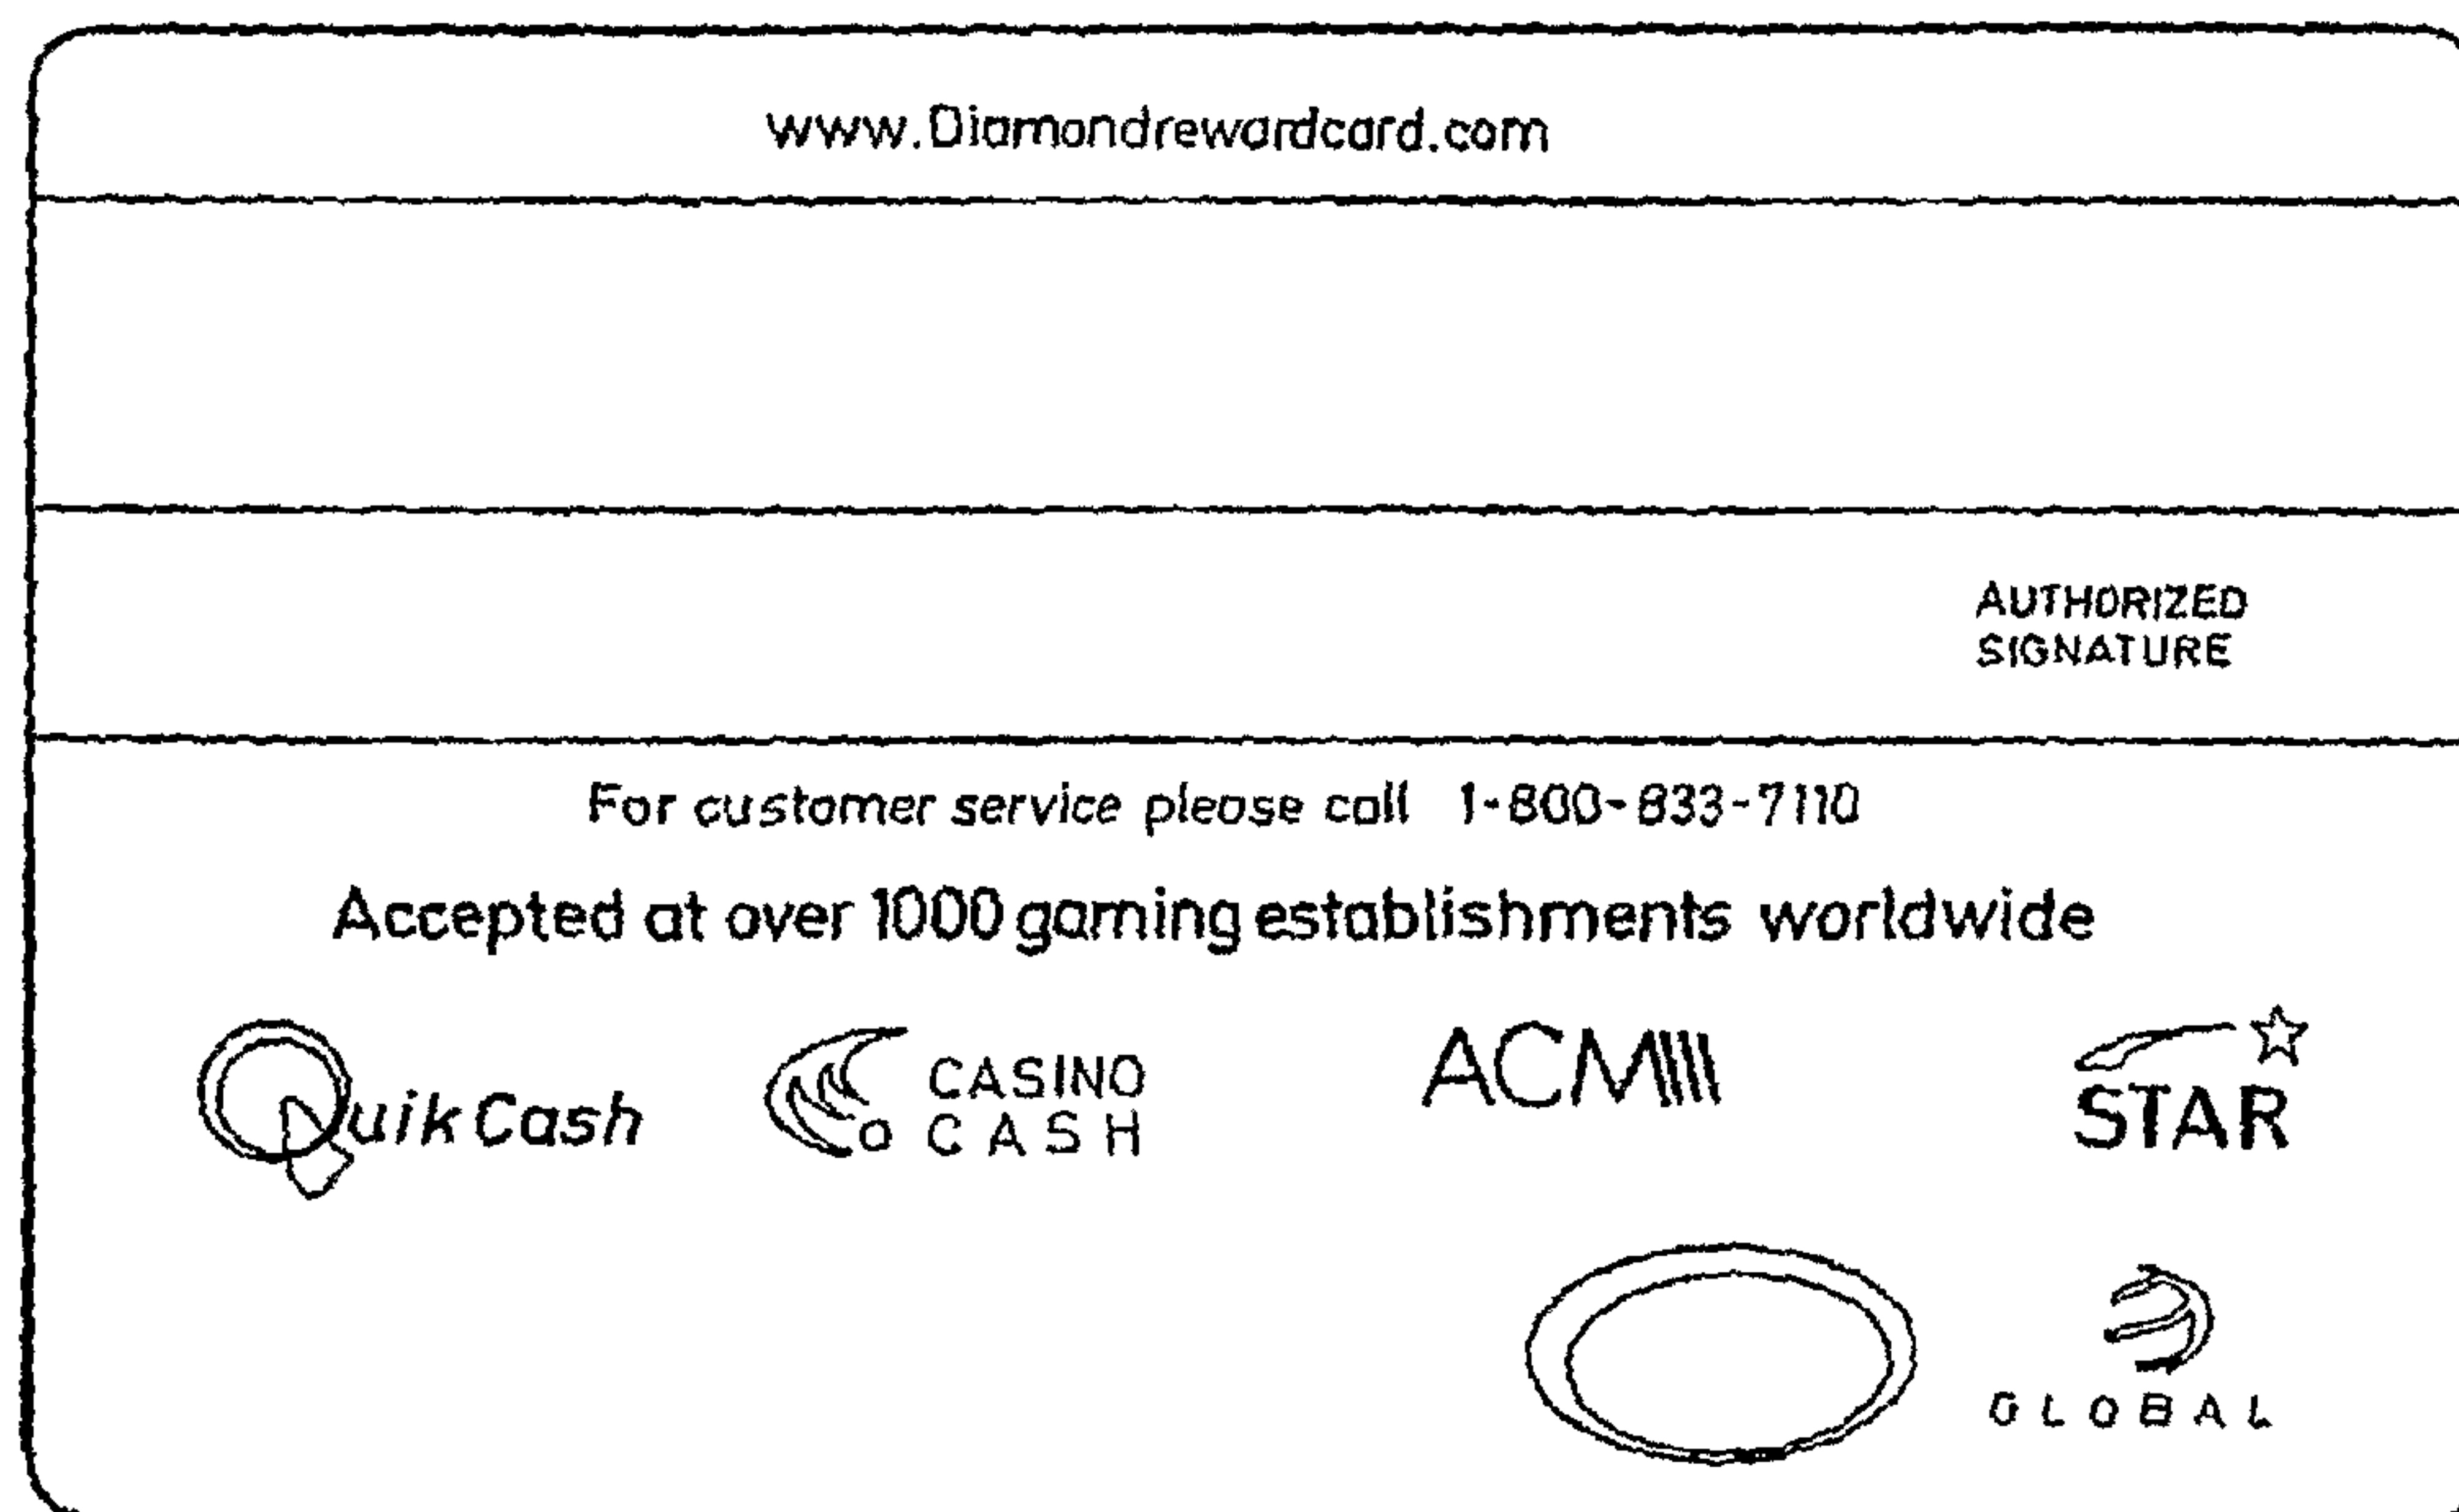 www.Diamondrewardcard.com
AUTHORIZED
SIGNATURE
For customer service please call 1-800-833-7110
Accepted at over 1000 gaming establishments worldwide
QuikCash
CASINO
CASH
ACM
STAR
GLOBAL